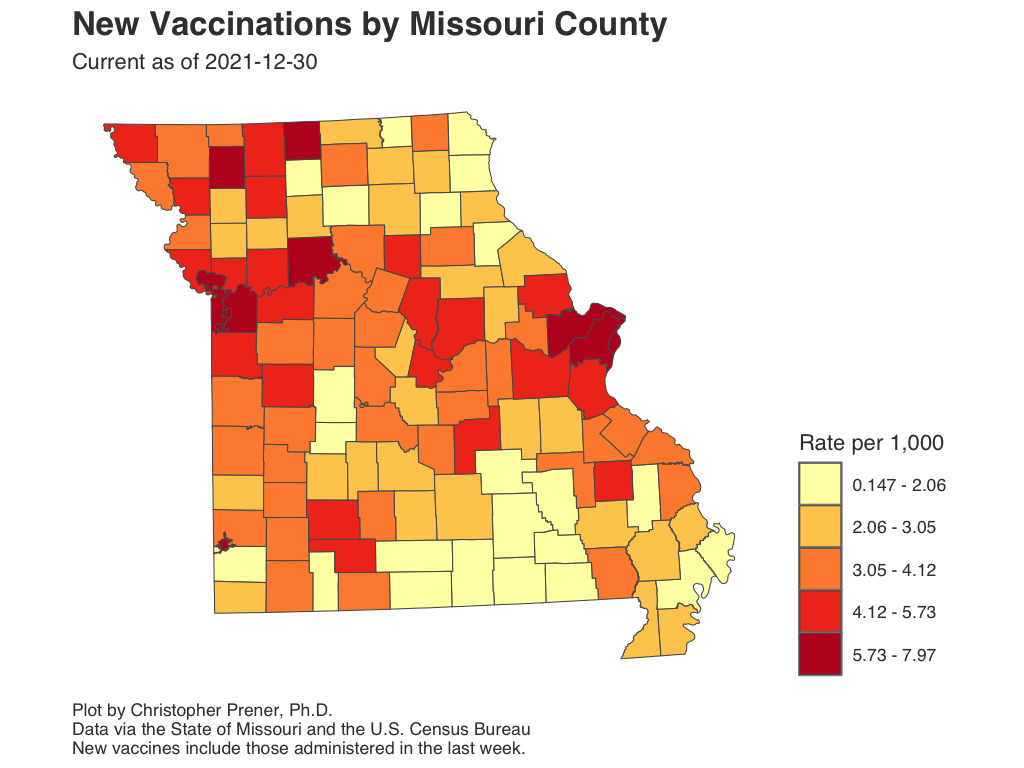 New Vaccinations by Missouri County
Current as of 2021-12-30
Rate per 1,000
0.147 - 2.06
2.06 - 3.05
3.05 - 4.12
4.12 - 5.73
5.73 - 7.97
Plot by Christopher Prener, Ph.D.
Data via the State of Missouri and the U.S. Census Bureau
New vaccines include those administered in the last week.